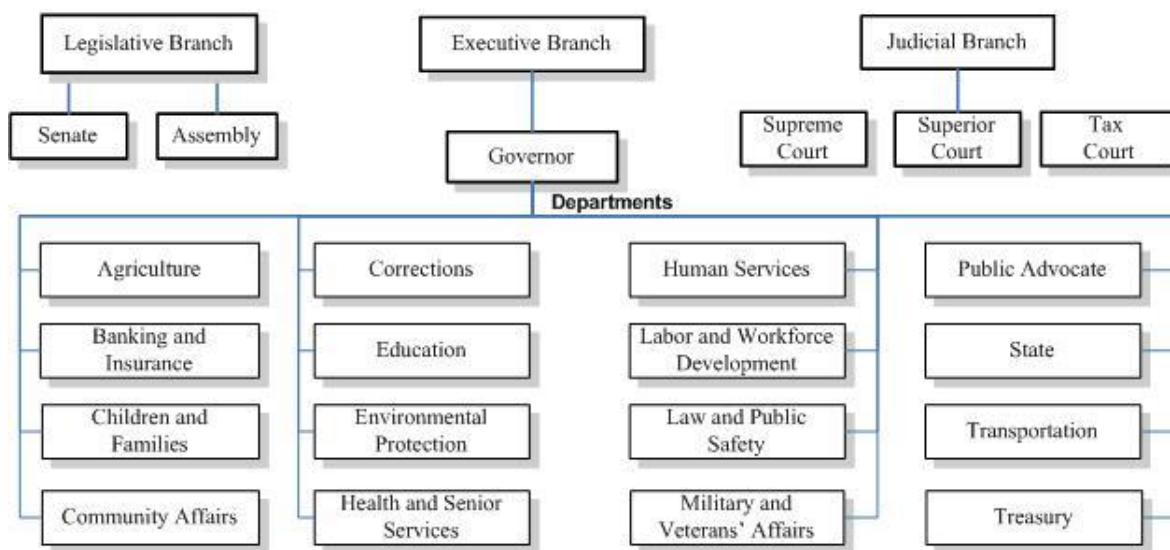 Legislative Branch
Executive Branch
Judicial Branch
Senate
Assembly
Governor
Supreme
Court
Superior
Court
Tax
Court
Departments
Agriculture
Corrections
Human Services
Public Advocate
Banking and
Insurance
Education
Labor and Workforce
Development
State
Children and
Families
Environmental
Protection
Law and Public
Safety
Transportation
Community Affairs
Health and Senior
Services
Military and
Veterans’ Affairs
Treasury